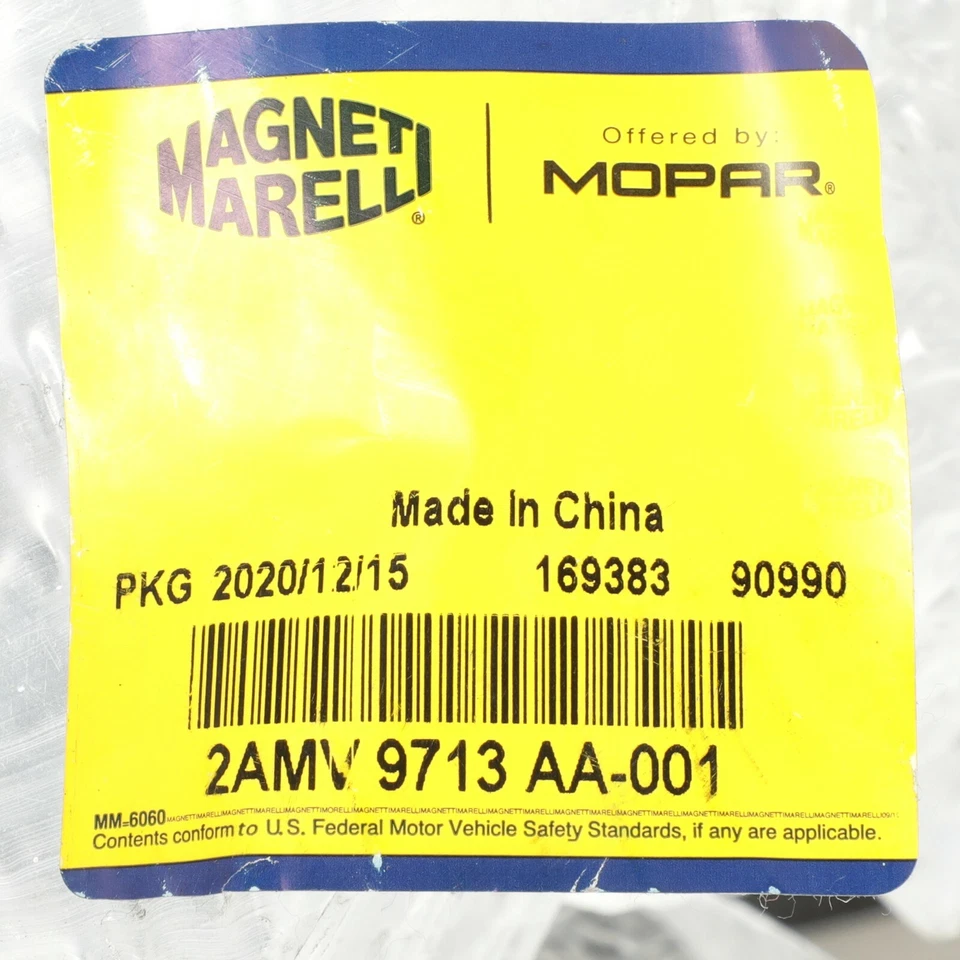 MAGNETI
MARELLI®
Offered by:
MOPAR®
Made In China
PKG 2020/12/15 169383 90990
2AMV 9713 AA-001
MM-6060
Contents conform to U.S. Federal Motor Vehicle Safety Standards, if any are applicable.